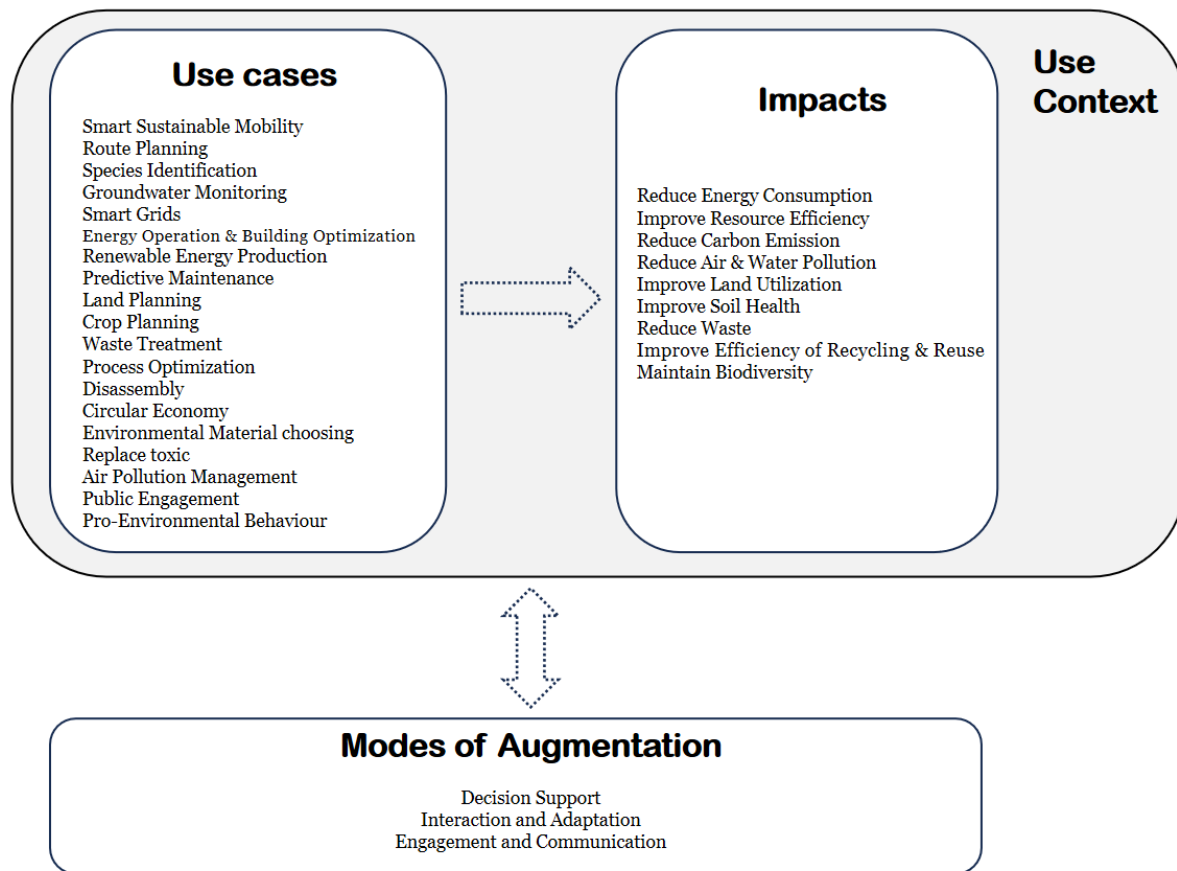 Use cases
Smart Sustainable Mobility
Route Planning
Species Identification
Groundwater Monitoring
Smart Grids
Energy Operation & Building Optimization
Renewable Energy Production
Predictive Maintenance
Land Planning
Crop Planning
Waste Treatment
Process Optimization
Disassembly
Circular Economy
Environmental Material choosing
Replace toxic
Air Pollution Management
Public Engagement
Pro-Environmental Behaviour
Impacts
Reduce Energy Consumption
Improve Resource Efficiency
Reduce Carbon Emission
Reduce Air & Water Pollution
Improve Land Utilization
Improve Soil Health
Reduce Waste
Improve Efficiency of Recycling & Reuse
Maintain Biodiversity
Use
Context
Modes of Augmentation
Decision Support
Interaction and Adaptation
Engagement and Communication